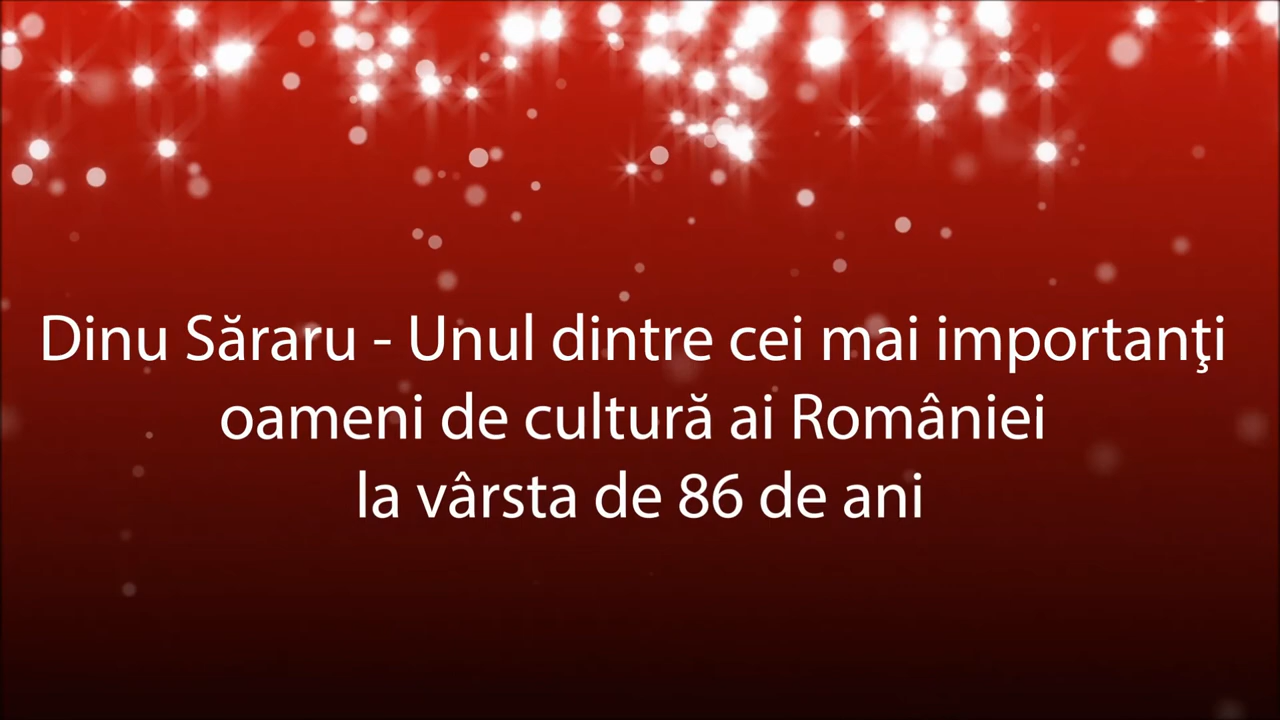 Dinu Săraru - Unul dintre cei mai importanţi
oameni de cultură ai României
la vârsta de 86 de ani